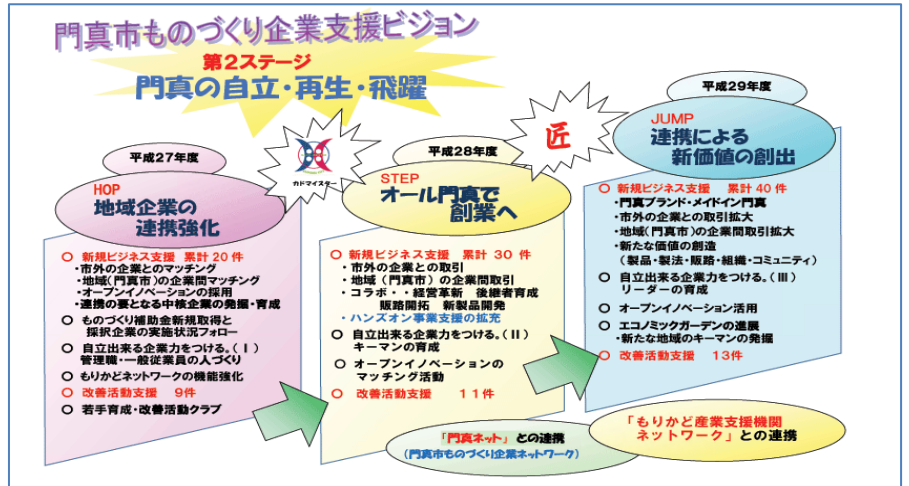 門真市ものづくり企業支援ビジョン
第2ステージ
門真の自立・再生・飛躍
平成27年度
HOP
地域企業の
連携強化
○ 新規ビジネス支援 累計 20 件
・市外の企業とのマッチング
・地域(門真市)の企業間マッチング
・オープンイノベーションの採用
・連携の要となる中核企業の発掘・育成
○ ものづくり補助金新規取得と
採択企業の実施状況フォロー
○ 自立出来る企業力をつける。(Ⅰ)
管理職・一般従業員の人づくり
○ もりかどネットワークの機能強化
○ 改善活動支援 9件
○ 若手育成・改善活動クラブ
カドマイスター
平成28年度
STEP
オール門真で
創業へ
○ 新規ビジネス支援 累計 30 件
・市外の企業との取引
・地域(門真市)の企業間取引
・コラボ・・経営革新 後継者育成
販路開拓 新製品開発
・ハンズオン事業支援の拡充
○ 自立出来る企業力をつける。(Ⅱ)
キーマンの育成
○ オープンイノベーションの
マッチング活動
○ 改善活動支援 11件
匠
平成29年度
JUMP
連携による
新価値の創出
○ 新規ビジネス支援 累計 40 件
・門真ブランド・メイドイン門真
・市外の企業との取引拡大
・地域(門真市)の企業間取引拡大
・新たな価値の創造
(製品・製法・販路・組織・コミュニティ)
○ 自立出来る企業力をつける。(Ⅲ)
リーダーの育成
○ オープンイノベーション活用
○ エコノミックガーデンの進展
・新たな地域のキーマンの発掘
○ 改善活動支援 13件
「門真ネット」との連携
(門真市ものづくり企業ネットワーク)
「もりかど産業支援機関
ネットワーク」との連携